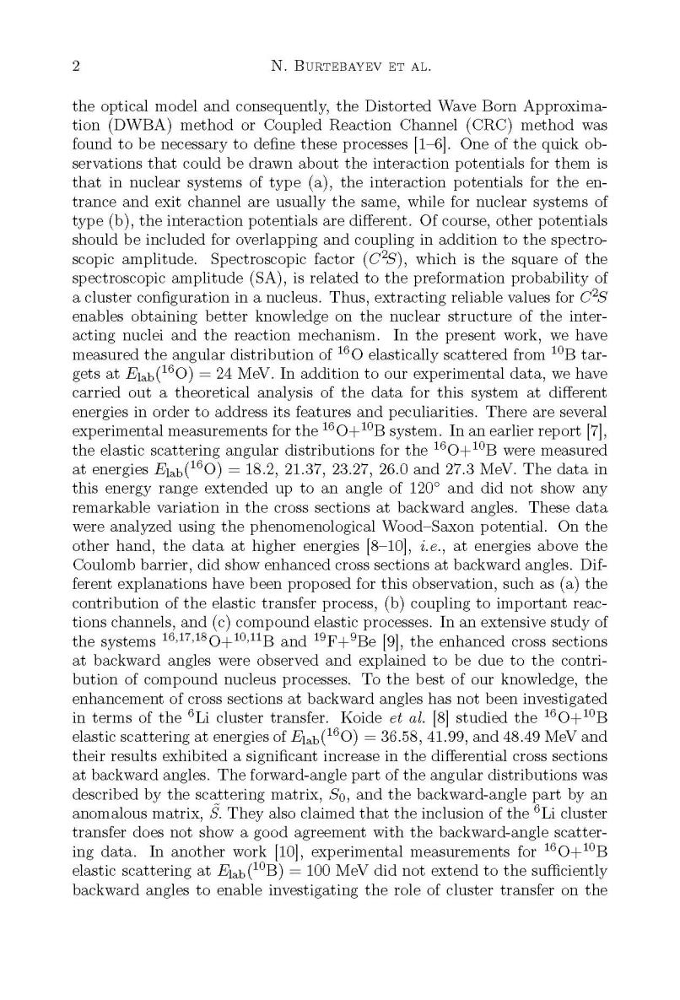 2 N. Burtebayev et al.
the optical model and consequently, the Distorted Wave Born Approxima-
tion (DWBA) method or Coupled Reaction Channel (CRC) method was
found to be necessary to define these processes [1–6]. One of the quick ob-
servations that could be drawn about the interaction potentials for them is
that in nuclear systems of type (a), the interaction potentials for the en-
trance and exit channel are usually the same, while for nuclear systems of
type (b), the interaction potentials are different. Of course, other potentials
should be included for overlapping and coupling in addition to the spectro-
scopic amplitude. Spectroscopic factor (C²S), which is the square of the
spectroscopic amplitude (SA), is related to the preformation probability of
a cluster configuration in a nucleus. Thus, extracting reliable values for C²S
enables obtaining better knowledge on the nuclear structure of the inter-
acting nuclei and the reaction mechanism. In the present work, we have
measured the angular distribution of ¹⁶O elastically scattered from ¹⁰B tar-
gets at E_lab(¹⁶O) = 24 MeV. In addition to our experimental data, we have
carried out a theoretical analysis of the data for this system at different
energies in order to address its features and peculiarities. There are several
experimental measurements for the ¹⁶O+¹⁰B system. In an earlier report [7],
the elastic scattering angular distributions for the ¹⁶O+¹⁰B were measured
at energies E_lab(¹⁶O) = 18.2, 21.37, 23.27, 26.0 and 27.3 MeV. The data in
this energy range extended up to an angle of 120° and did not show any
remarkable variation in the cross sections at backward angles. These data
were analyzed using the phenomenological Wood–Saxon potential. On the
other hand, the data at higher energies [8–10], i.e., at energies above the
Coulomb barrier, did show enhanced cross sections at backward angles. Dif-
ferent explanations have been proposed for this observation, such as (a) the
contribution of the elastic transfer process, (b) coupling to important reac-
tions channels, and (c) compound elastic processes. In an extensive study of
the systems ¹⁶,¹⁷,¹⁸O+¹⁰,¹¹B and ¹⁹F+⁹Be [9], the enhanced cross sections
at backward angles were observed and explained to be due to the contri-
bution of compound nucleus processes. To the best of our knowledge, the
enhancement of cross sections at backward angles has not been investigated
in terms of the ⁶Li cluster transfer. Koide et al. [8] studied the ¹⁶O+¹⁰B
elastic scattering at energies of E_lab(¹⁶O) = 36.58, 41.99, and 48.49 MeV and
their results exhibited a significant increase in the differential cross sections
at backward angles. The forward-angle part of the angular distributions was
described by the scattering matrix, S₀, and the backward-angle part by an
anomalous matrix, S̃. They also claimed that the inclusion of the ⁶Li cluster
transfer does not show a good agreement with the backward-angle scatter-
ing data. In another work [10], experimental measurements for ¹⁶O+¹⁰B
elastic scattering at E_lab(¹⁰B) = 100 MeV did not extend to the sufficiently
backward angles to enable investigating the role of cluster transfer on the